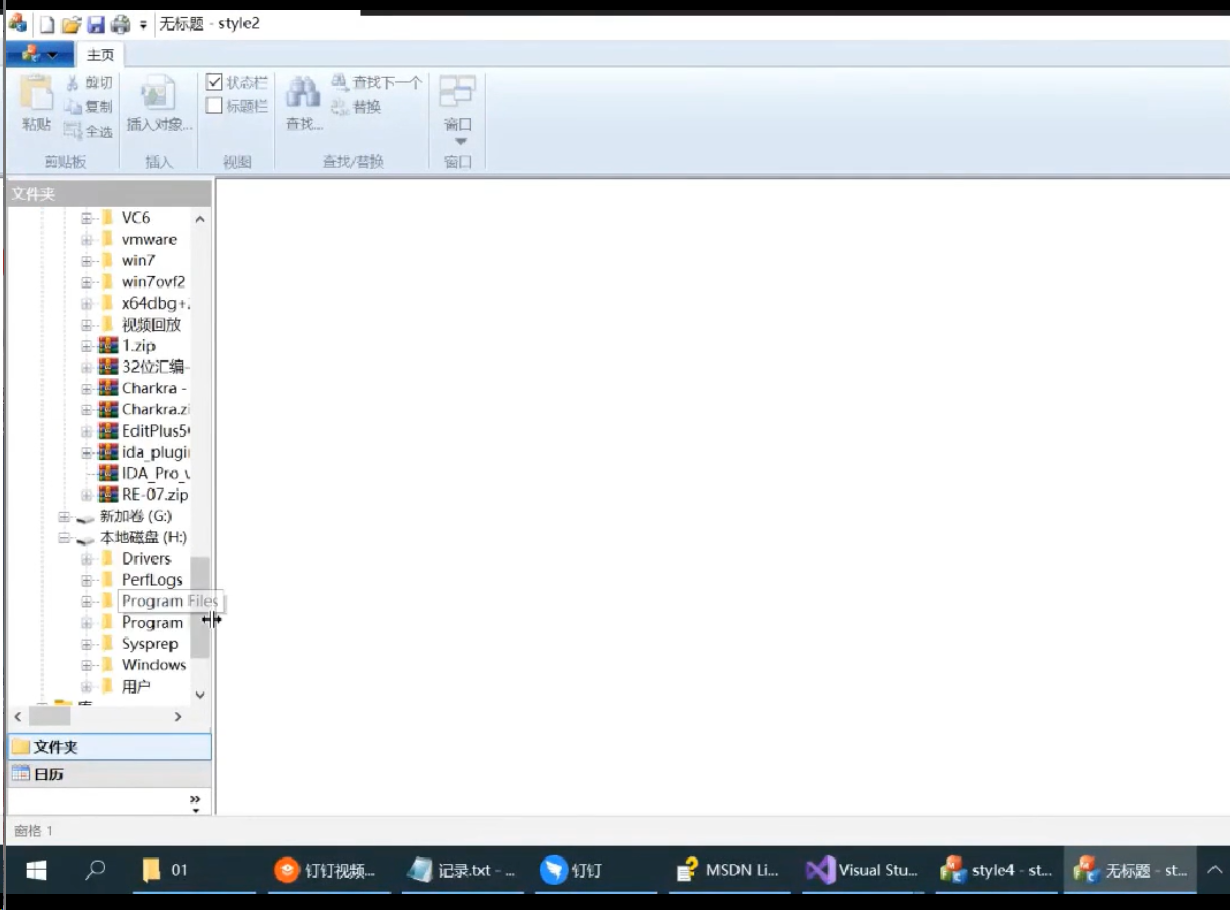 无标题 - style2
主页
剪切
状态栏
查找下一个
复制
标题栏
替换
粘贴
全选
插入对象...
查找...
窗口
剪贴板
插入
视图
查找/替换
窗口
文件夹
VC6
vmware
win7
win7ovf2
x64dbg+.
视频回放
1.zip
32位汇编-
Charkra -
Charkra.zi
EditPlus5
ida_plugi
IDA_Pro_v
RE-07.zip
新加卷 (G:)
本地磁盘 (H:)
Drivers
PerfLogs
Program Files
Program
Sysprep
Windows
用户
文件夹
日历
窗格 1
01
钉钉视频...
记录.txt - ...
钉钉
MSDN Li...
Visual Stu...
style4 - st...
无标题 - st...